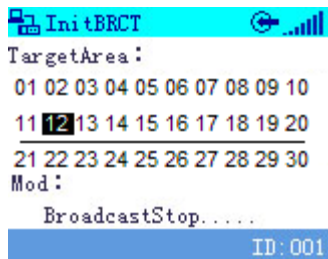 InitBRCT
TargetArea:
01 02 03 04 05 06 07 08 09 10
11 12 13 14 15 16 17 18 19 20
21 22 23 24 25 26 27 28 29 30
Mod:
BroadcastStop.....
ID:001